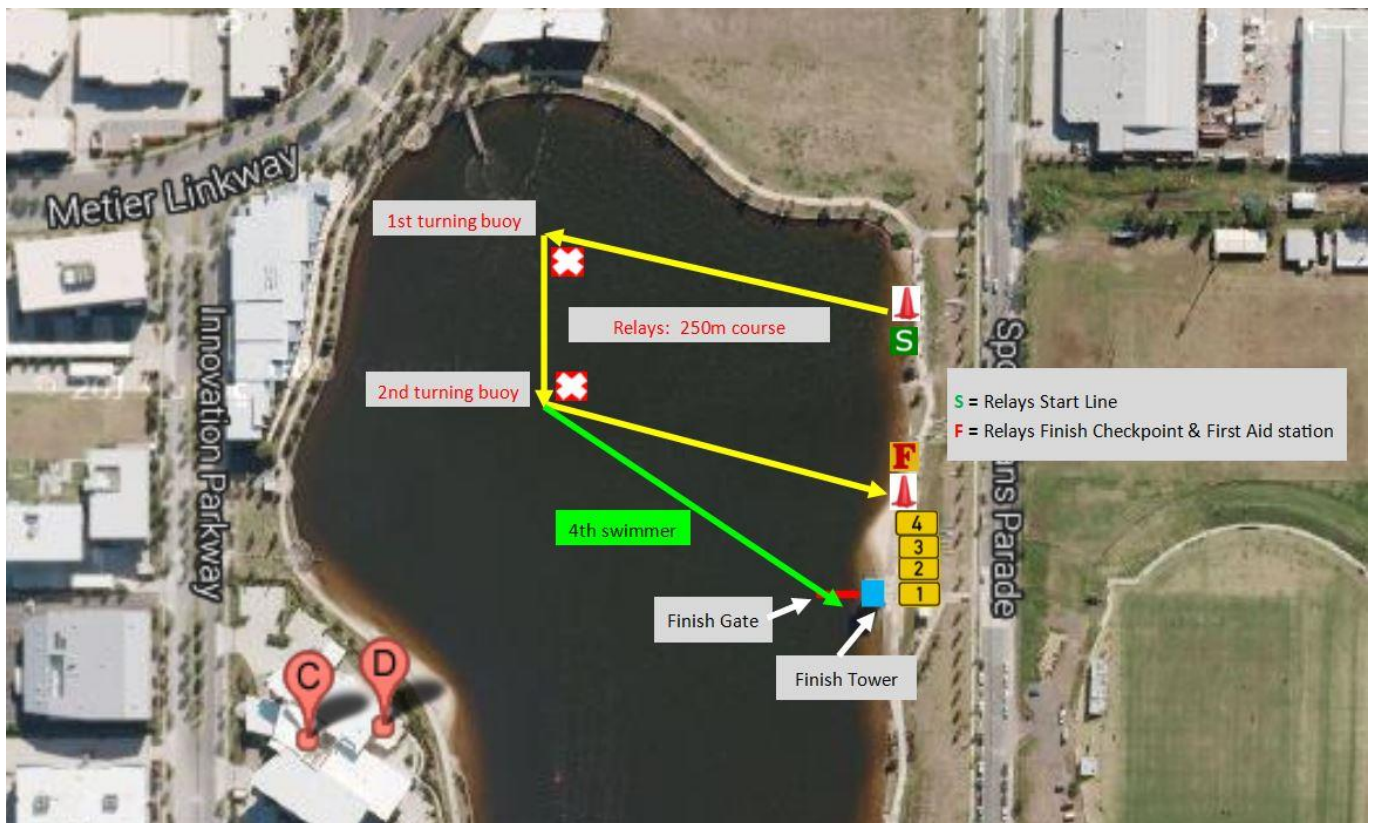 Metier Linkway
1st turning buoy
Relays: 250m course
S
2nd turning buoy
Innovation Parkway
S = Relays Start Line
F = Relays Finish Checkpoint & First Aid station
F
4th swimmer
4
3
2
1
Finish Gate
Finish Tower
C
D